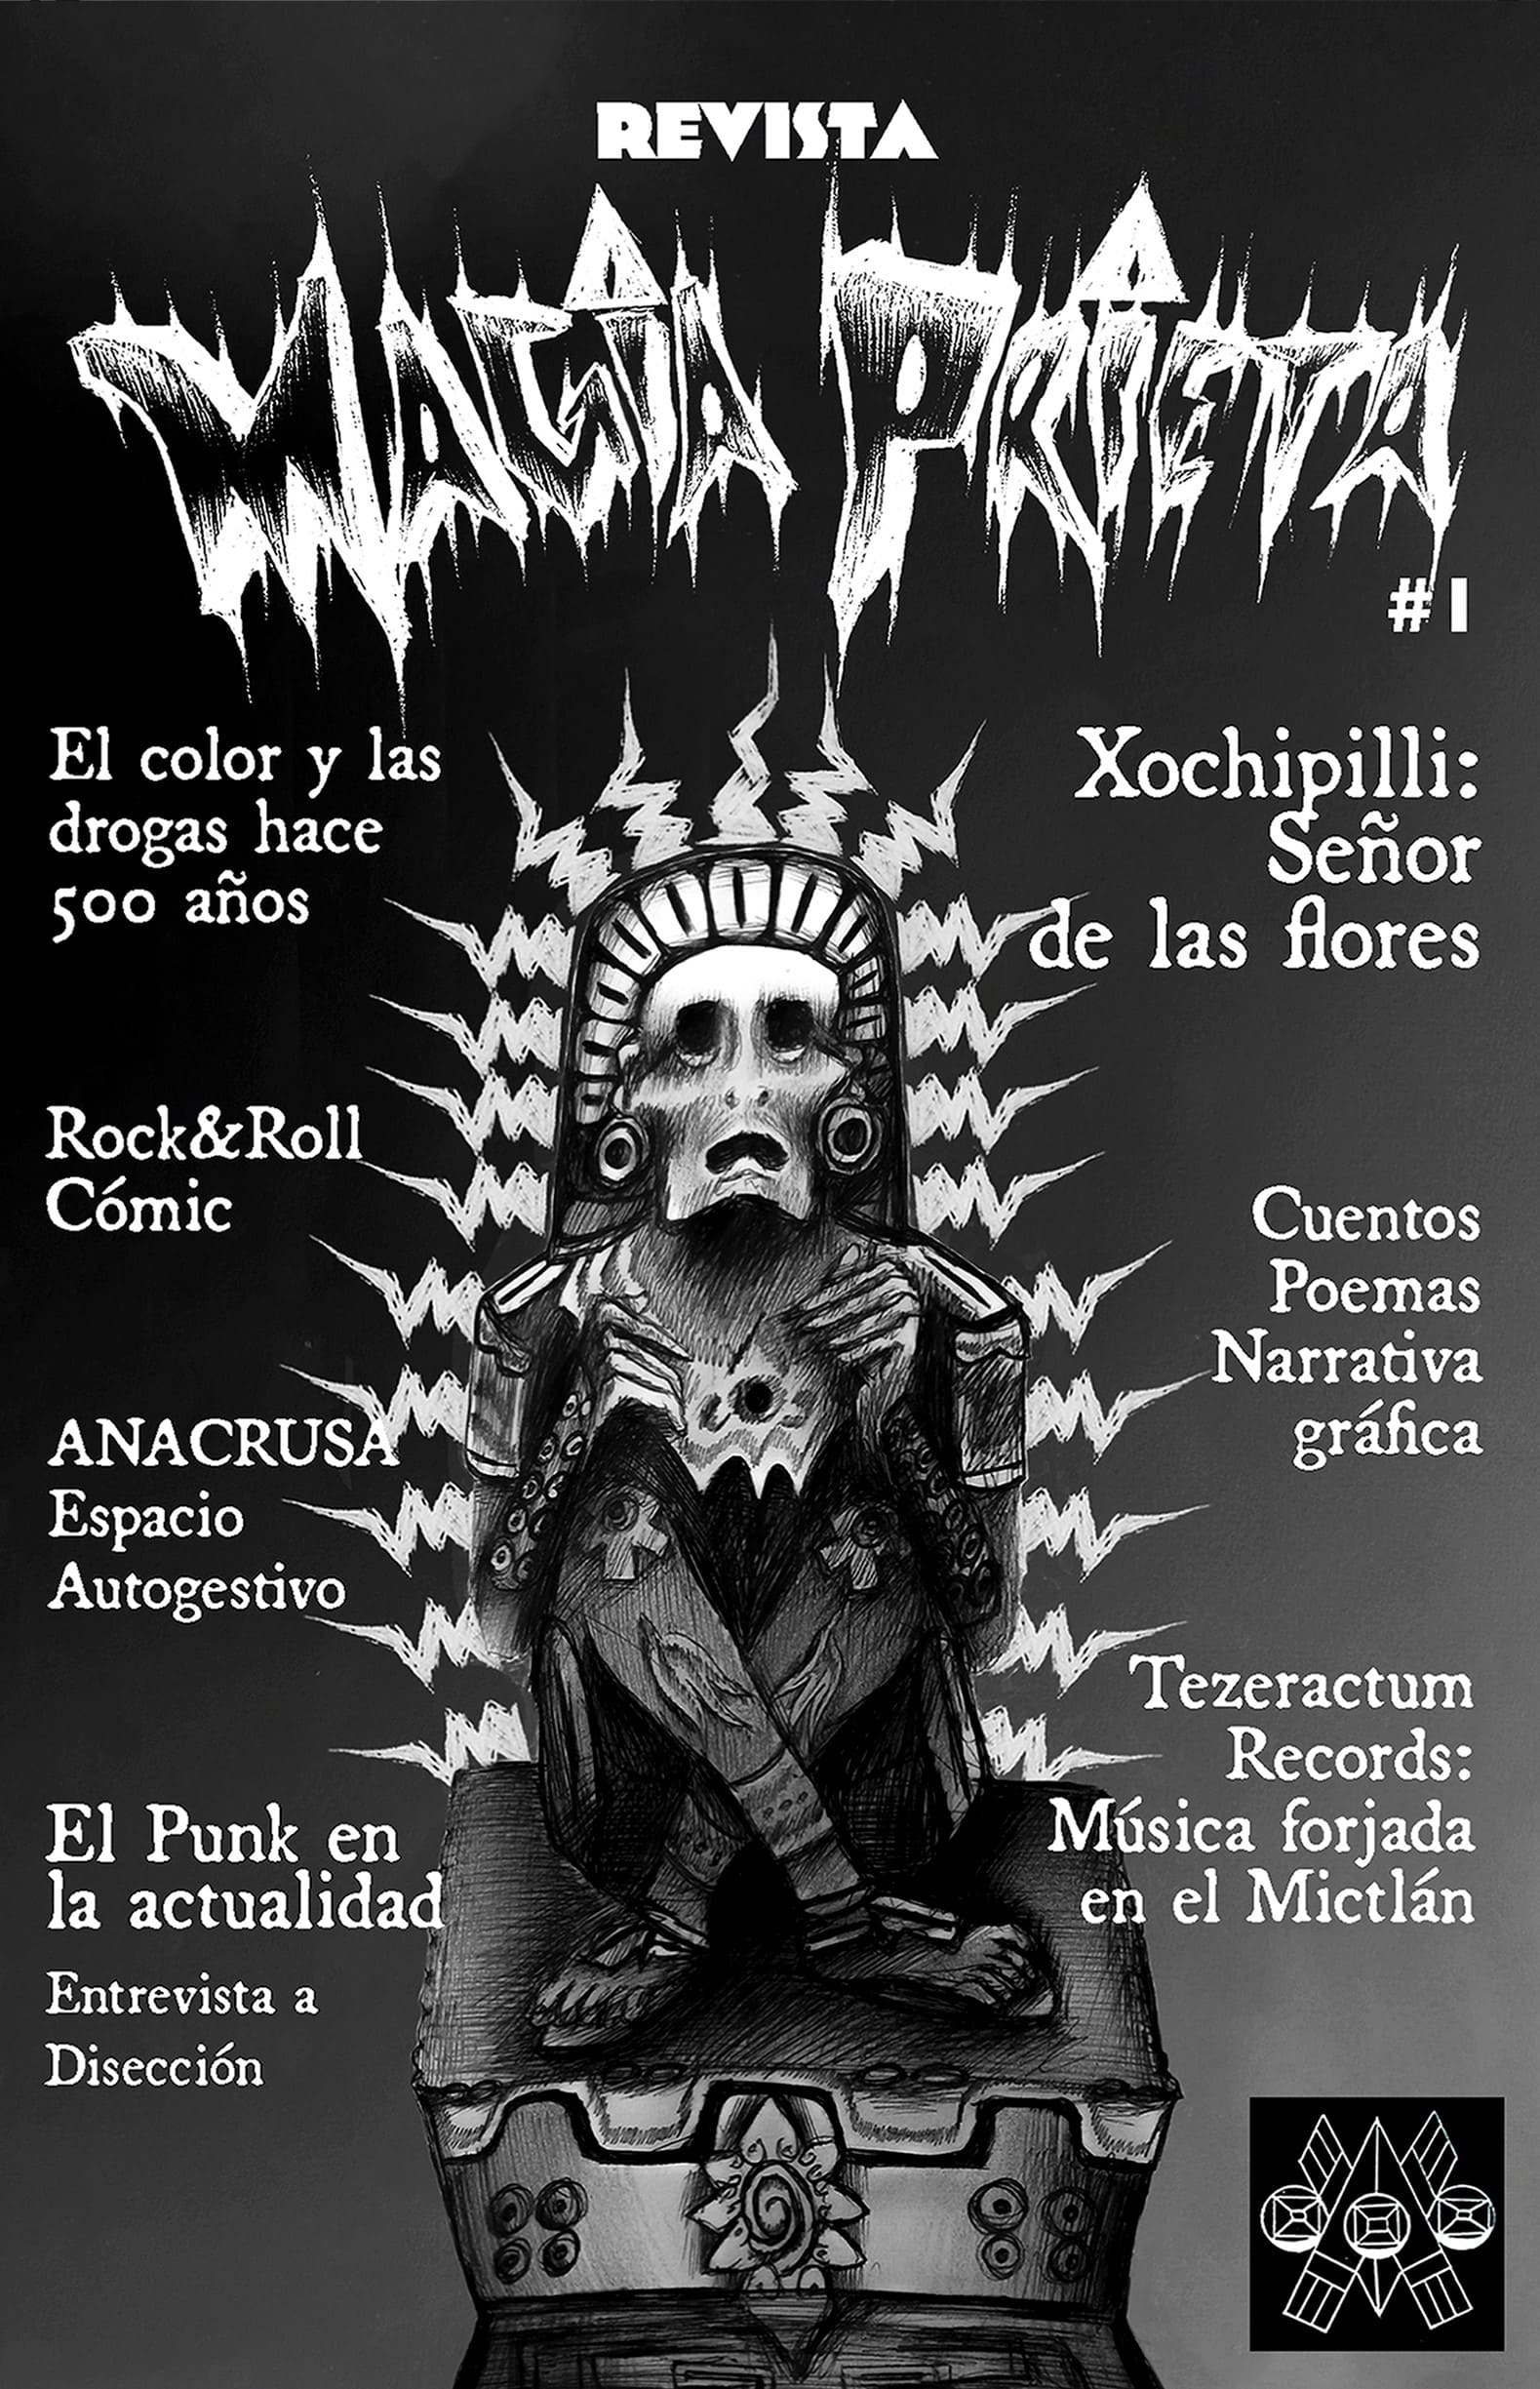 REVISTA
MAGIA PRIETA
#1
El color y las
drogas hace
500 años
Xochipilli:
Señor
de las flores
Rock&Roll
Cómic
Cuentos
Poemas
Narrativa
gráfica
ANACRUSA
Espacio
Autogestivo
Tezeractum
Records:
Música forjada
en el Mictlán
El Punk en
la actualidad
Entrevista a
Disección